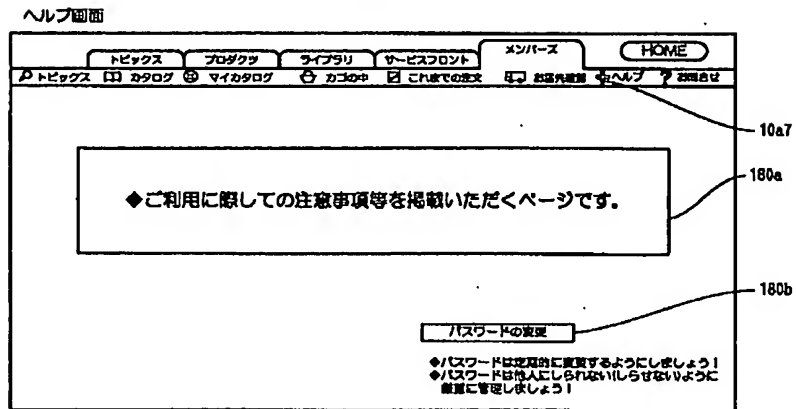 ヘルプ画面
トピックス プロダクツ ライブラリ サービスフロント メンバーズ HOME
トピックス カタログ マイカタログ カゴの中 これまでの注文 お届先確認 ヘルプ ? お問合せ
10a7
180a
◆ご利用に際しての注意事項等を掲載いただくページです。
180b
パスワードの変更
◆パスワードは定期的に変更するようにしましょう！
◆パスワードは他人にしられない(しらせない)ように
厳重に管理しましょう！